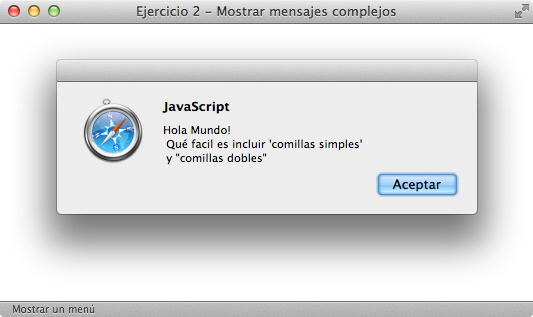 Ejercicio 2 - Mostrar mensajes complejos
JavaScript
Hola Mundo!
Qué facil es incluir 'comillas simples'
y "comillas dobles"
Aceptar
Mostrar un menú